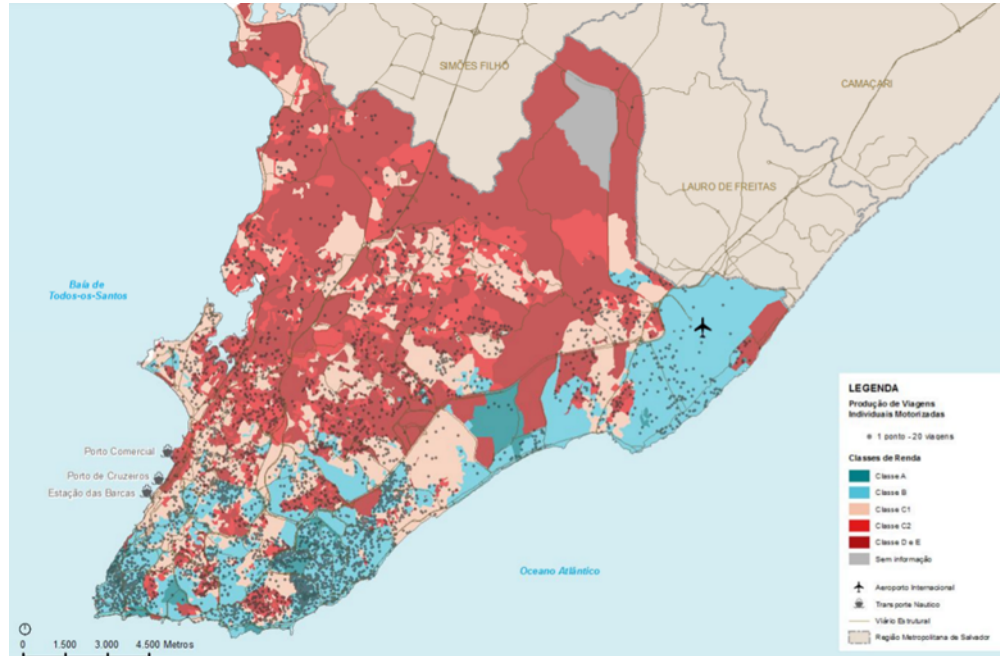 SIMÕES FILHO
CAMAÇARI
LAURO DE FREITAS
Baía de
Todos-os-Santos
Porto Comercial
Porto de Cruzeiros
Estação das Barcas
Oceano Atlântico
0 1.500 3.000 4.500 Metros
LEGENDA
Produção de Viagens
Individuais Motorizadas
1 ponto - 20 viagens
Classes de Renda
Classe A
Classe B
Classe C1
Classe C2
Classe D e E
Sem informação
Aeroporto Internacional
Transporte Nautico
Viário Estrutural
Região Metropolitana de Salvador